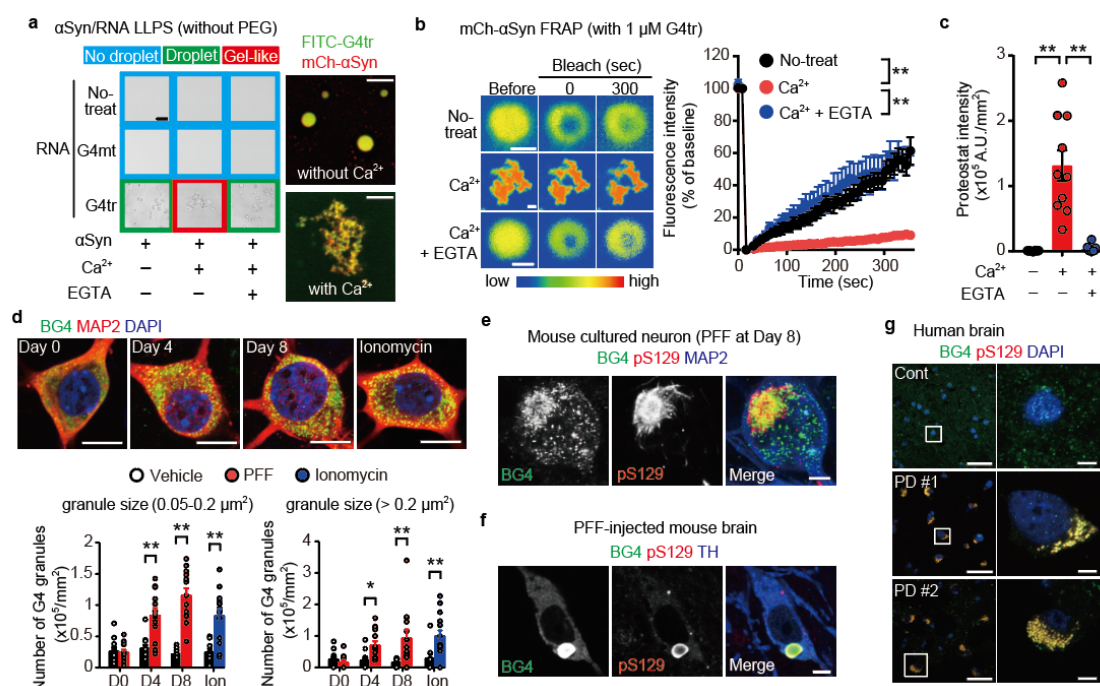 a
αSyn/RNA LLPS (without PEG)
No droplet Droplet Gel-like
RNA
No-
treat
G4mt
G4tr
αSyn + + +
Ca²⁺ − + +
EGTA − − +
FITC-G4tr
mCh-αSyn
without Ca²⁺
with Ca²⁺
b
mCh-αSyn FRAP (with 1 µM G4tr)
Bleach (sec)
Before 0 300
No-
treat
Ca²⁺
Ca²⁺
+ EGTA
low high
Fluorescence intensity
(% of baseline)
120
100
80
60
40
20
0
0 100 200 300
Time (sec)
No-treat
Ca²⁺
Ca²⁺ + EGTA
**
**
c
Proteostat intensity
(x10⁵ A.U./mm²)
3
2
1
0
** **
Ca²⁺ − + +
EGTA − − +
d
BG4 MAP2 DAPI
Day 0 Day 4 Day 8 Ionomycin
Vehicle PFF Ionomycin
granule size (0.05-0.2 µm²)
Number of G4 granules
(x10⁵/mm²)
2
1.5
1
0.5
0
** ** **
D0 D4 D8 Ion
granule size (> 0.2 µm²)
Number of G4 granules
(x10⁵/mm²)
4
3
2
1
0
* ** **
D0 D4 D8 Ion
e
Mouse cultured neuron (PFF at Day 8)
BG4 pS129 MAP2
BG4 pS129 Merge
f
PFF-injected mouse brain
BG4 pS129 TH
BG4 pS129 Merge
g
Human brain
BG4 pS129 DAPI
Cont
PD #1
PD #2